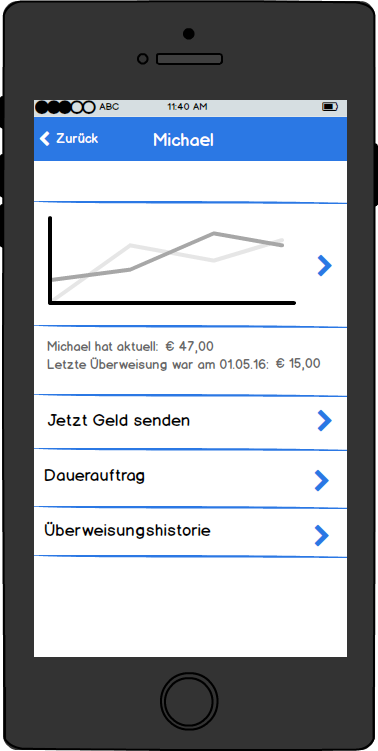 ABC 11:40 AM
Zurück Michael
Michael hat aktuell: € 47,00
Letzte Überweisung war am 01.05.16: € 15,00
Jetzt Geld senden
Dauerauftrag
Überweisungshistorie